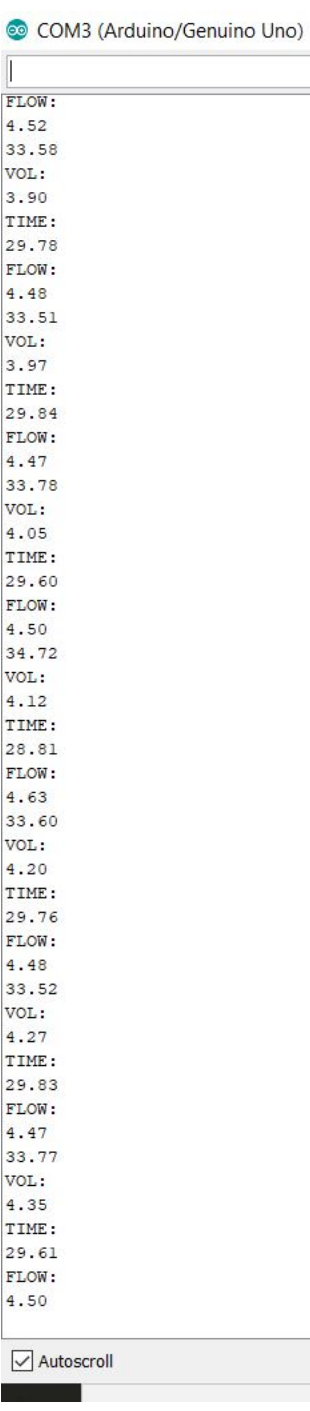 COM3 (Arduino/Genuino Uno)
FLOW:
4.52
33.58
VOL:
3.90
TIME:
29.78
FLOW:
4.48
33.51
VOL:
3.97
TIME:
29.84
FLOW:
4.47
33.78
VOL:
4.05
TIME:
29.60
FLOW:
4.50
34.72
VOL:
4.12
TIME:
28.81
FLOW:
4.63
33.60
VOL:
4.20
TIME:
29.76
FLOW:
4.48
33.52
VOL:
4.27
TIME:
29.83
FLOW:
4.47
33.77
VOL:
4.35
TIME:
29.61
FLOW:
4.50
Autoscroll